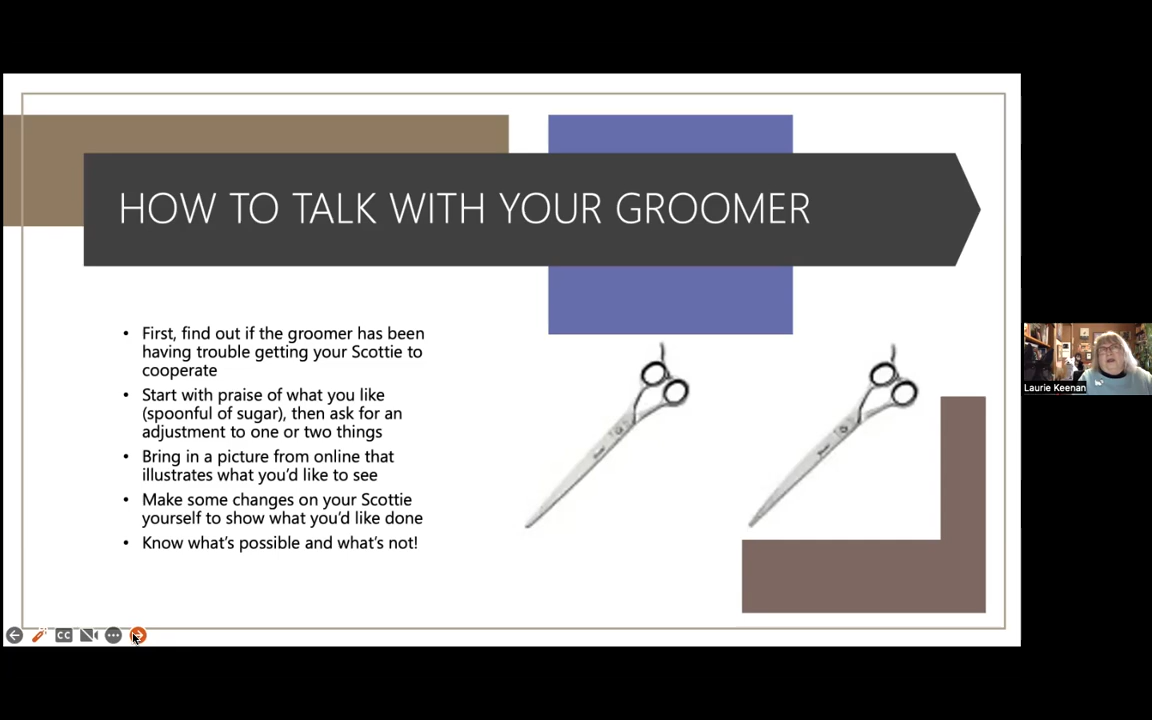 HOW TO TALK WITH YOUR GROOMER
• First, find out if the groomer has been
having trouble getting your Scottie to
cooperate
• Start with praise of what you like
(spoonful of sugar), then ask for an
adjustment to one or two things
• Bring in a picture from online that
illustrates what you'd like to see
• Make some changes on your Scottie
yourself to show what you'd like done
• Know what's possible and what's not!
Laurie Keenan
CC